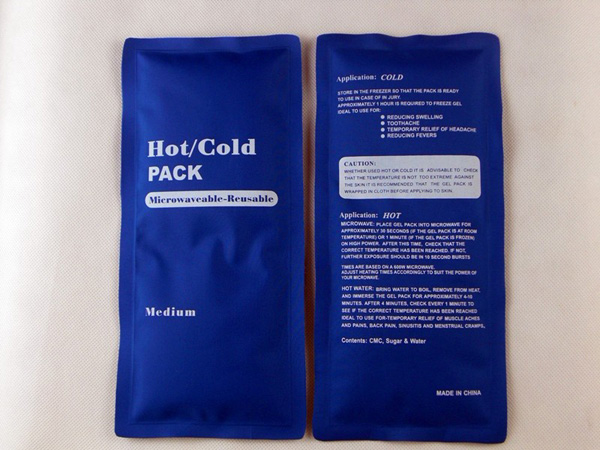 Hot/Cold
PACK
Microwaveable-Reusable
Medium
Application: COLD
STORE IN THE FREEZER SO THAT THE PACK IS READY
TO USE IN CASE OF IN JURY.
APPROXIMATELY 1 HOUR IS REQUIRED TO FREEZE GEL
IDEAL TO USE FOR:
● REDUCING SWELLING
● TOOTHACHE
● TEMPORARY RELIEF OF HEADACHE
● REDUCING FEVERS
CAUTION:
WHETHER USED HOT OR COLD IT IS ADVISABLE TO CHECK
THAT THE TEMPERATURE IS NOT TOO EXTREME AGAINST
THE SKIN.IT IS RECOMMENDED THAT THE GEL PACK IS
WRAPPED IN CLOTH BEFORE APPLYING TO SKIN.
Application: HOT
MICROWAVE: PLACE GEL PACK INTO MICROWAVE FOR
APPROXIMATELY 30 SECONDS (IF THE GEL PACK IS AT ROOM
TEMPERATURE) OR 1 MINUTE (IF THE GEL PACK IS FROZEN)
ON HIGH POWER. AFTER THIS TIME, CHECK THAT THE
CORRECT TEMPERATURE HAS BEEN REACHED. IF NOT,
FURTHER EXPOSURE SHOULD BE IN 10 SECOND BURSTS
TIMES ARE BASED ON A 600W MICROWAVE.
ADJUST HEATING TIMES ACCORDINGLY TO SUIT THE POWER OF
YOUR MICROWAVE.
HOT WATER: BRING WATER TO BOIL, REMOVE FROM HEAT,
AND IMMERSE THE GEL PACK FOR APPROXIMATELY 4-10
MINUTES. AFTER 4 MINUTES, CHECK EVERY 1 MINUTE TO
SEE IF THE CORRECT TEMPERATURE HAS BEEN REACHED
IDEAL TO USE FOR-TEMPORARY RELIEF OF MUSCLE ACHES
AND PAINS, BACK PAIN, SINUSITIS AND MENSTRUAL CRAMPS.
Contents: CMC, Sugar & Water
MADE IN CHINA